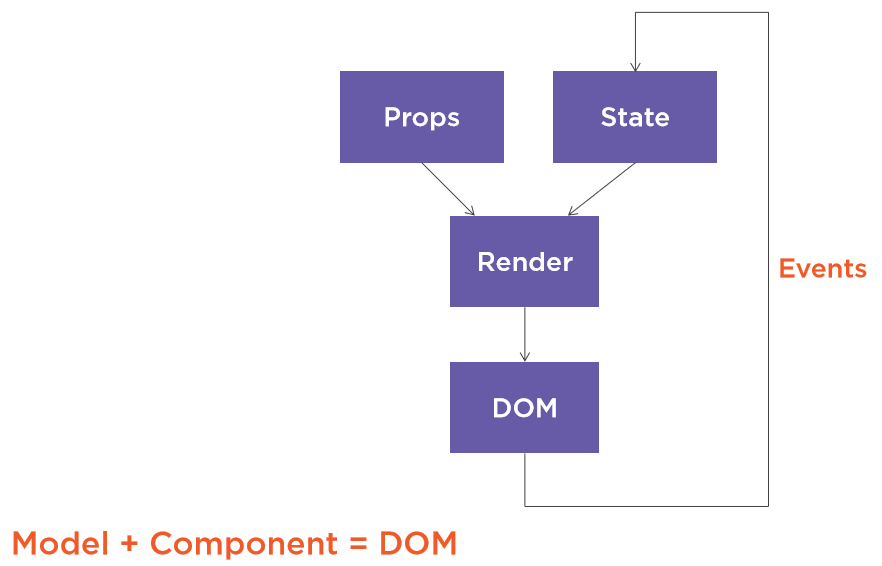 Props
State
Render
Events
DOM
Model + Component = DOM